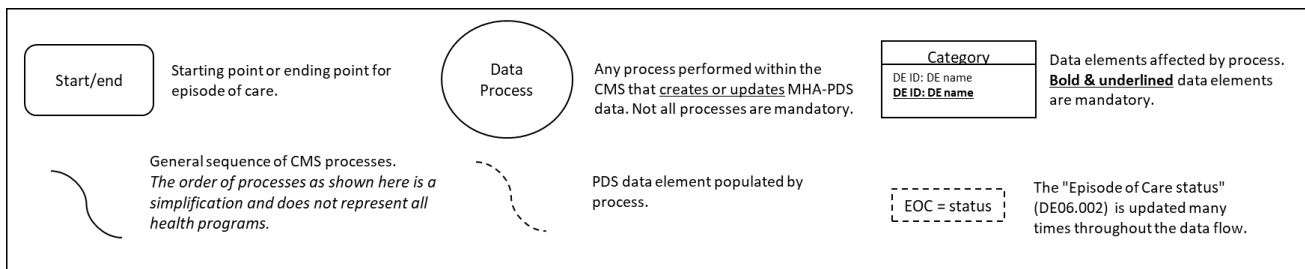 Start/end
Starting point or ending point for
episode of care.
Data
Process
Any process performed within the
CMS that creates or updates MHA-PDS
data. Not all processes are mandatory.
Category
DE ID: DE name
DE ID: DE name
Data elements affected by process.
Bold & underlined data elements
are mandatory.
General sequence of CMS processes.
The order of processes as shown here is a
simplification and does not represent all
health programs.
PDS data element populated by
process.
EOC = status
The "Episode of Care status"
(DE06.002) is updated many
times throughout the data flow.